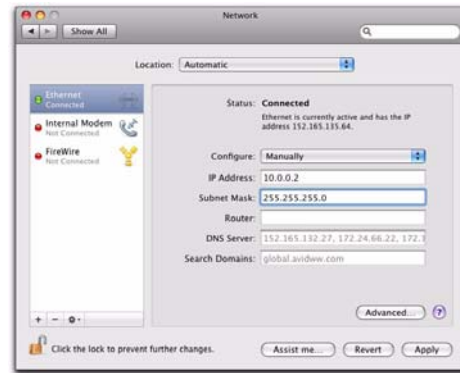 Network
Show All
Location: Automatic
Ethernet
Connected
Internal Modem
Not Connected
FireWire
Not Connected
Status: Connected
Ethernet is currently active and has the IP
address 152.165.135.64.
Configure: Manually
IP Address: 10.0.0.2
Subnet Mask: 255.255.255.0
Router:
DNS Server: 152.165.132.27, 172.24.66.22, 172.1
Search Domains: global.avidww.com
Advanced... ?
+ −
Click the lock to prevent further changes.
Assist me... Revert Apply